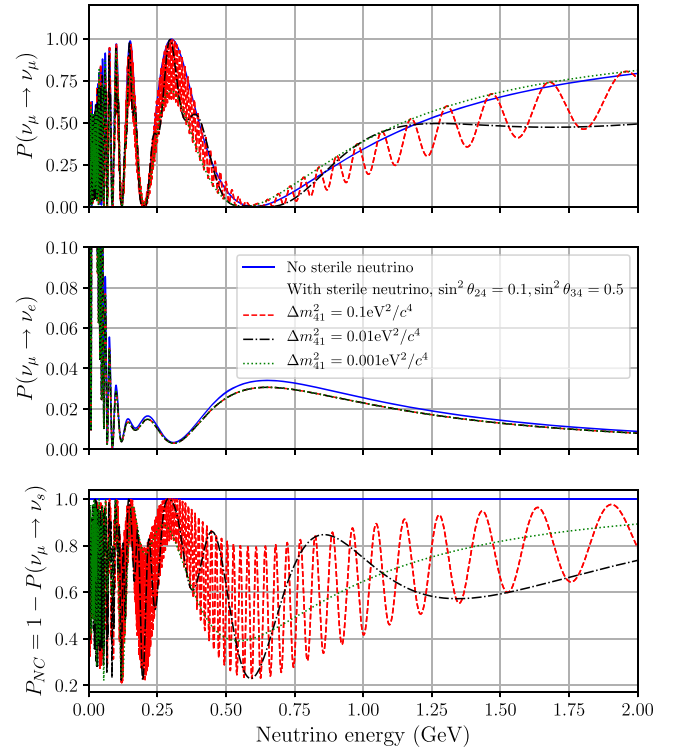 1.00
0.75
0.50
0.25
0.00
P(νμ → νμ)
0.10
0.08
0.06
0.04
0.02
0.00
P(νμ → νe)
No sterile neutrino
With sterile neutrino, sin² θ24 = 0.1, sin² θ34 = 0.5
Δm²41 = 0.1eV²/c⁴
Δm²41 = 0.01eV²/c⁴
Δm²41 = 0.001eV²/c⁴
1.0
0.8
0.6
0.4
0.2
PNC = 1 − P(νμ → νs)
0.00 0.25 0.50 0.75 1.00 1.25 1.50 1.75 2.00
Neutrino energy (GeV)